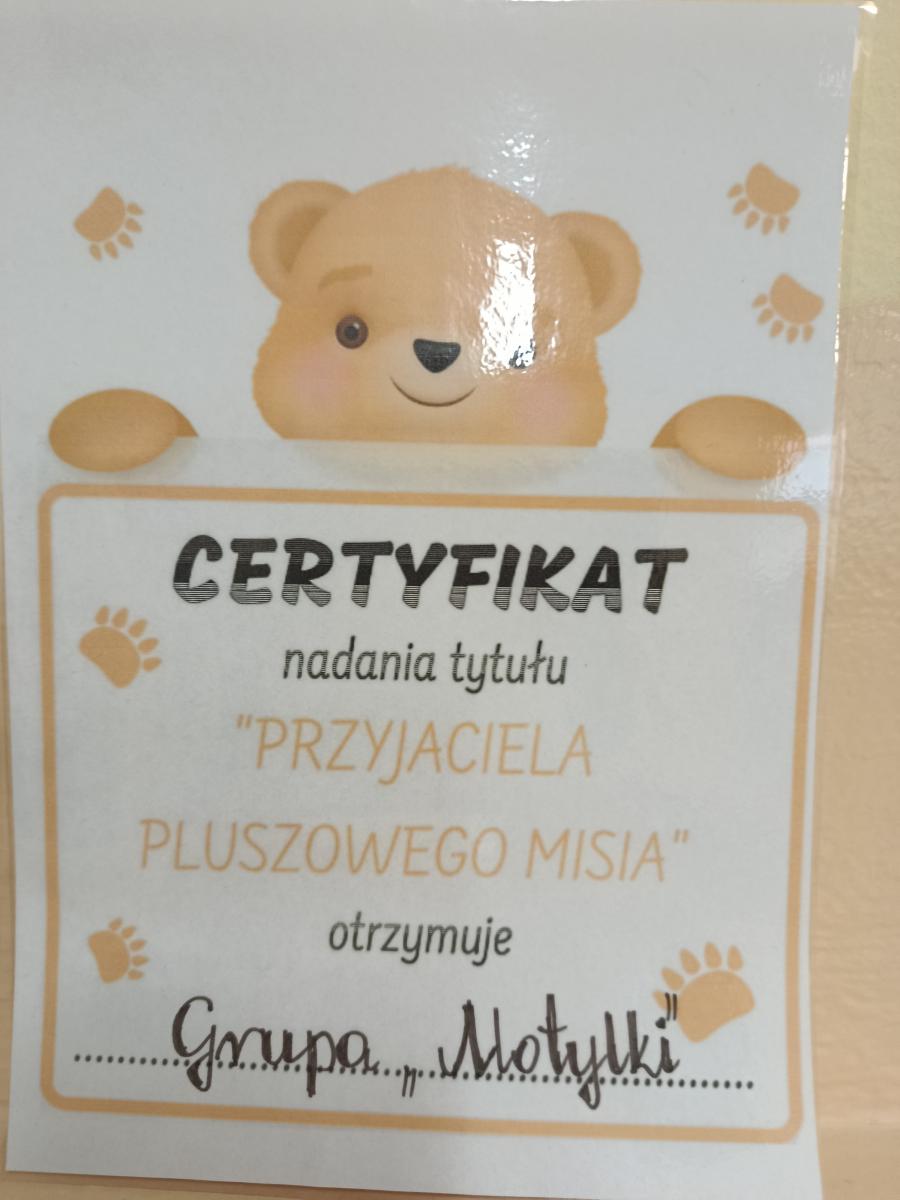 CERTYFIKAT
nadania tytułu
"PRZYJACIELA
PLUSZOWEGO MISIA"
otrzymuje
Grupa „Motylki"